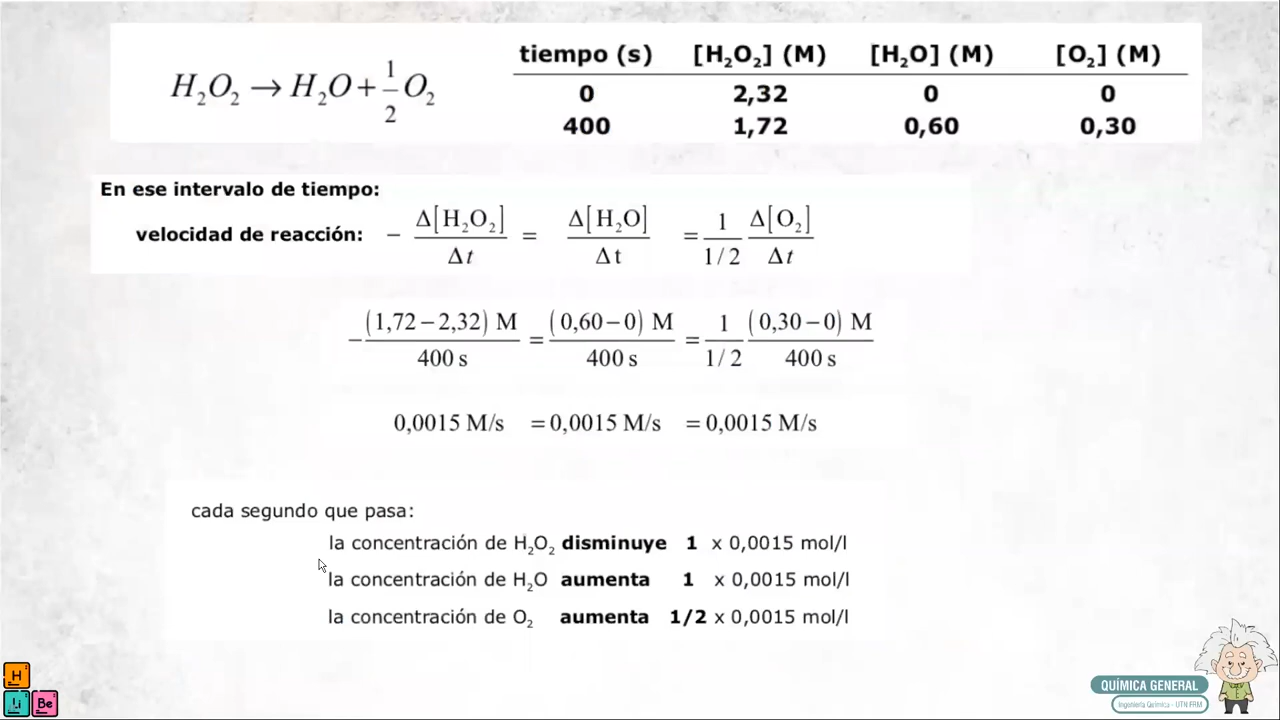 H₂O₂ → H₂O + 1/2 O₂
tiempo (s) [H₂O₂] (M) [H₂O] (M) [O₂] (M)
0 2,32 0 0
400 1,72 0,60 0,30
En ese intervalo de tiempo:
velocidad de reacción: − Δ[H₂O₂]/Δt = Δ[H₂O]/Δt = 1/(1/2) Δ[O₂]/Δt
−(1,72−2,32) M/400 s = (0,60−0) M/400 s = 1/(1/2) (0,30−0) M/400 s
0,0015 M/s = 0,0015 M/s = 0,0015 M/s
cada segundo que pasa:
la concentración de H₂O₂ disminuye 1 x 0,0015 mol/l
la concentración de H₂O aumenta 1 x 0,0015 mol/l
la concentración de O₂ aumenta 1/2 x 0,0015 mol/l
H
Li Be
QUÍMICA GENERAL
Ingeniería Química - UTN FRM